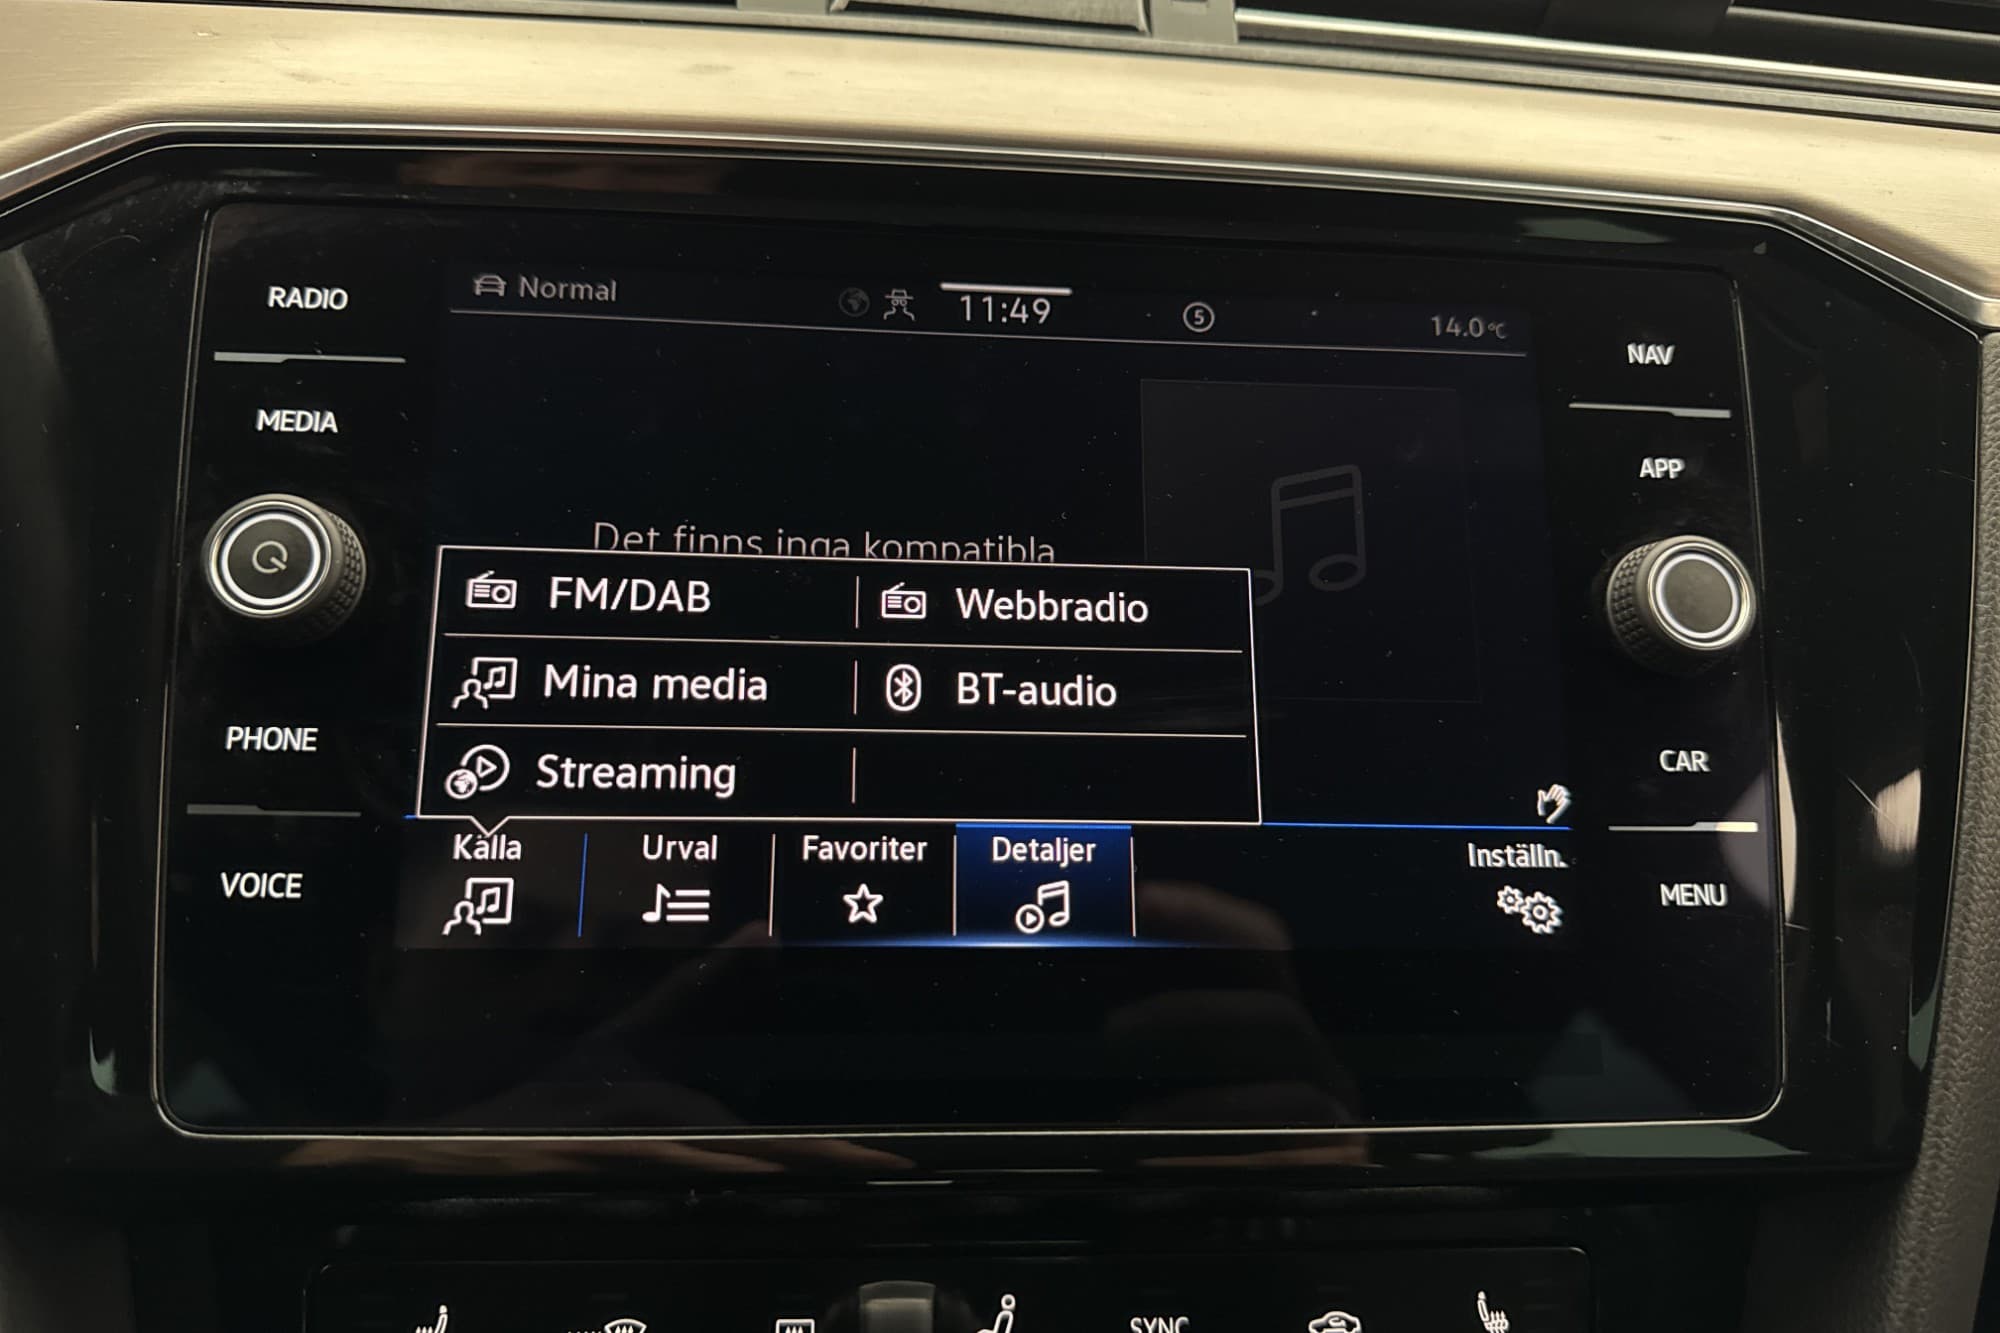 RADIO
MEDIA
PHONE
VOICE
Normal
11:49
5
14.0°C
Det finns inga kompatibla
FM/DAB
Webbradio
Mina media
BT-audio
Streaming
Källa
Urval
Favoriter
Detaljer
Inställn.
NAV
APP
CAR
MENU
SYNC